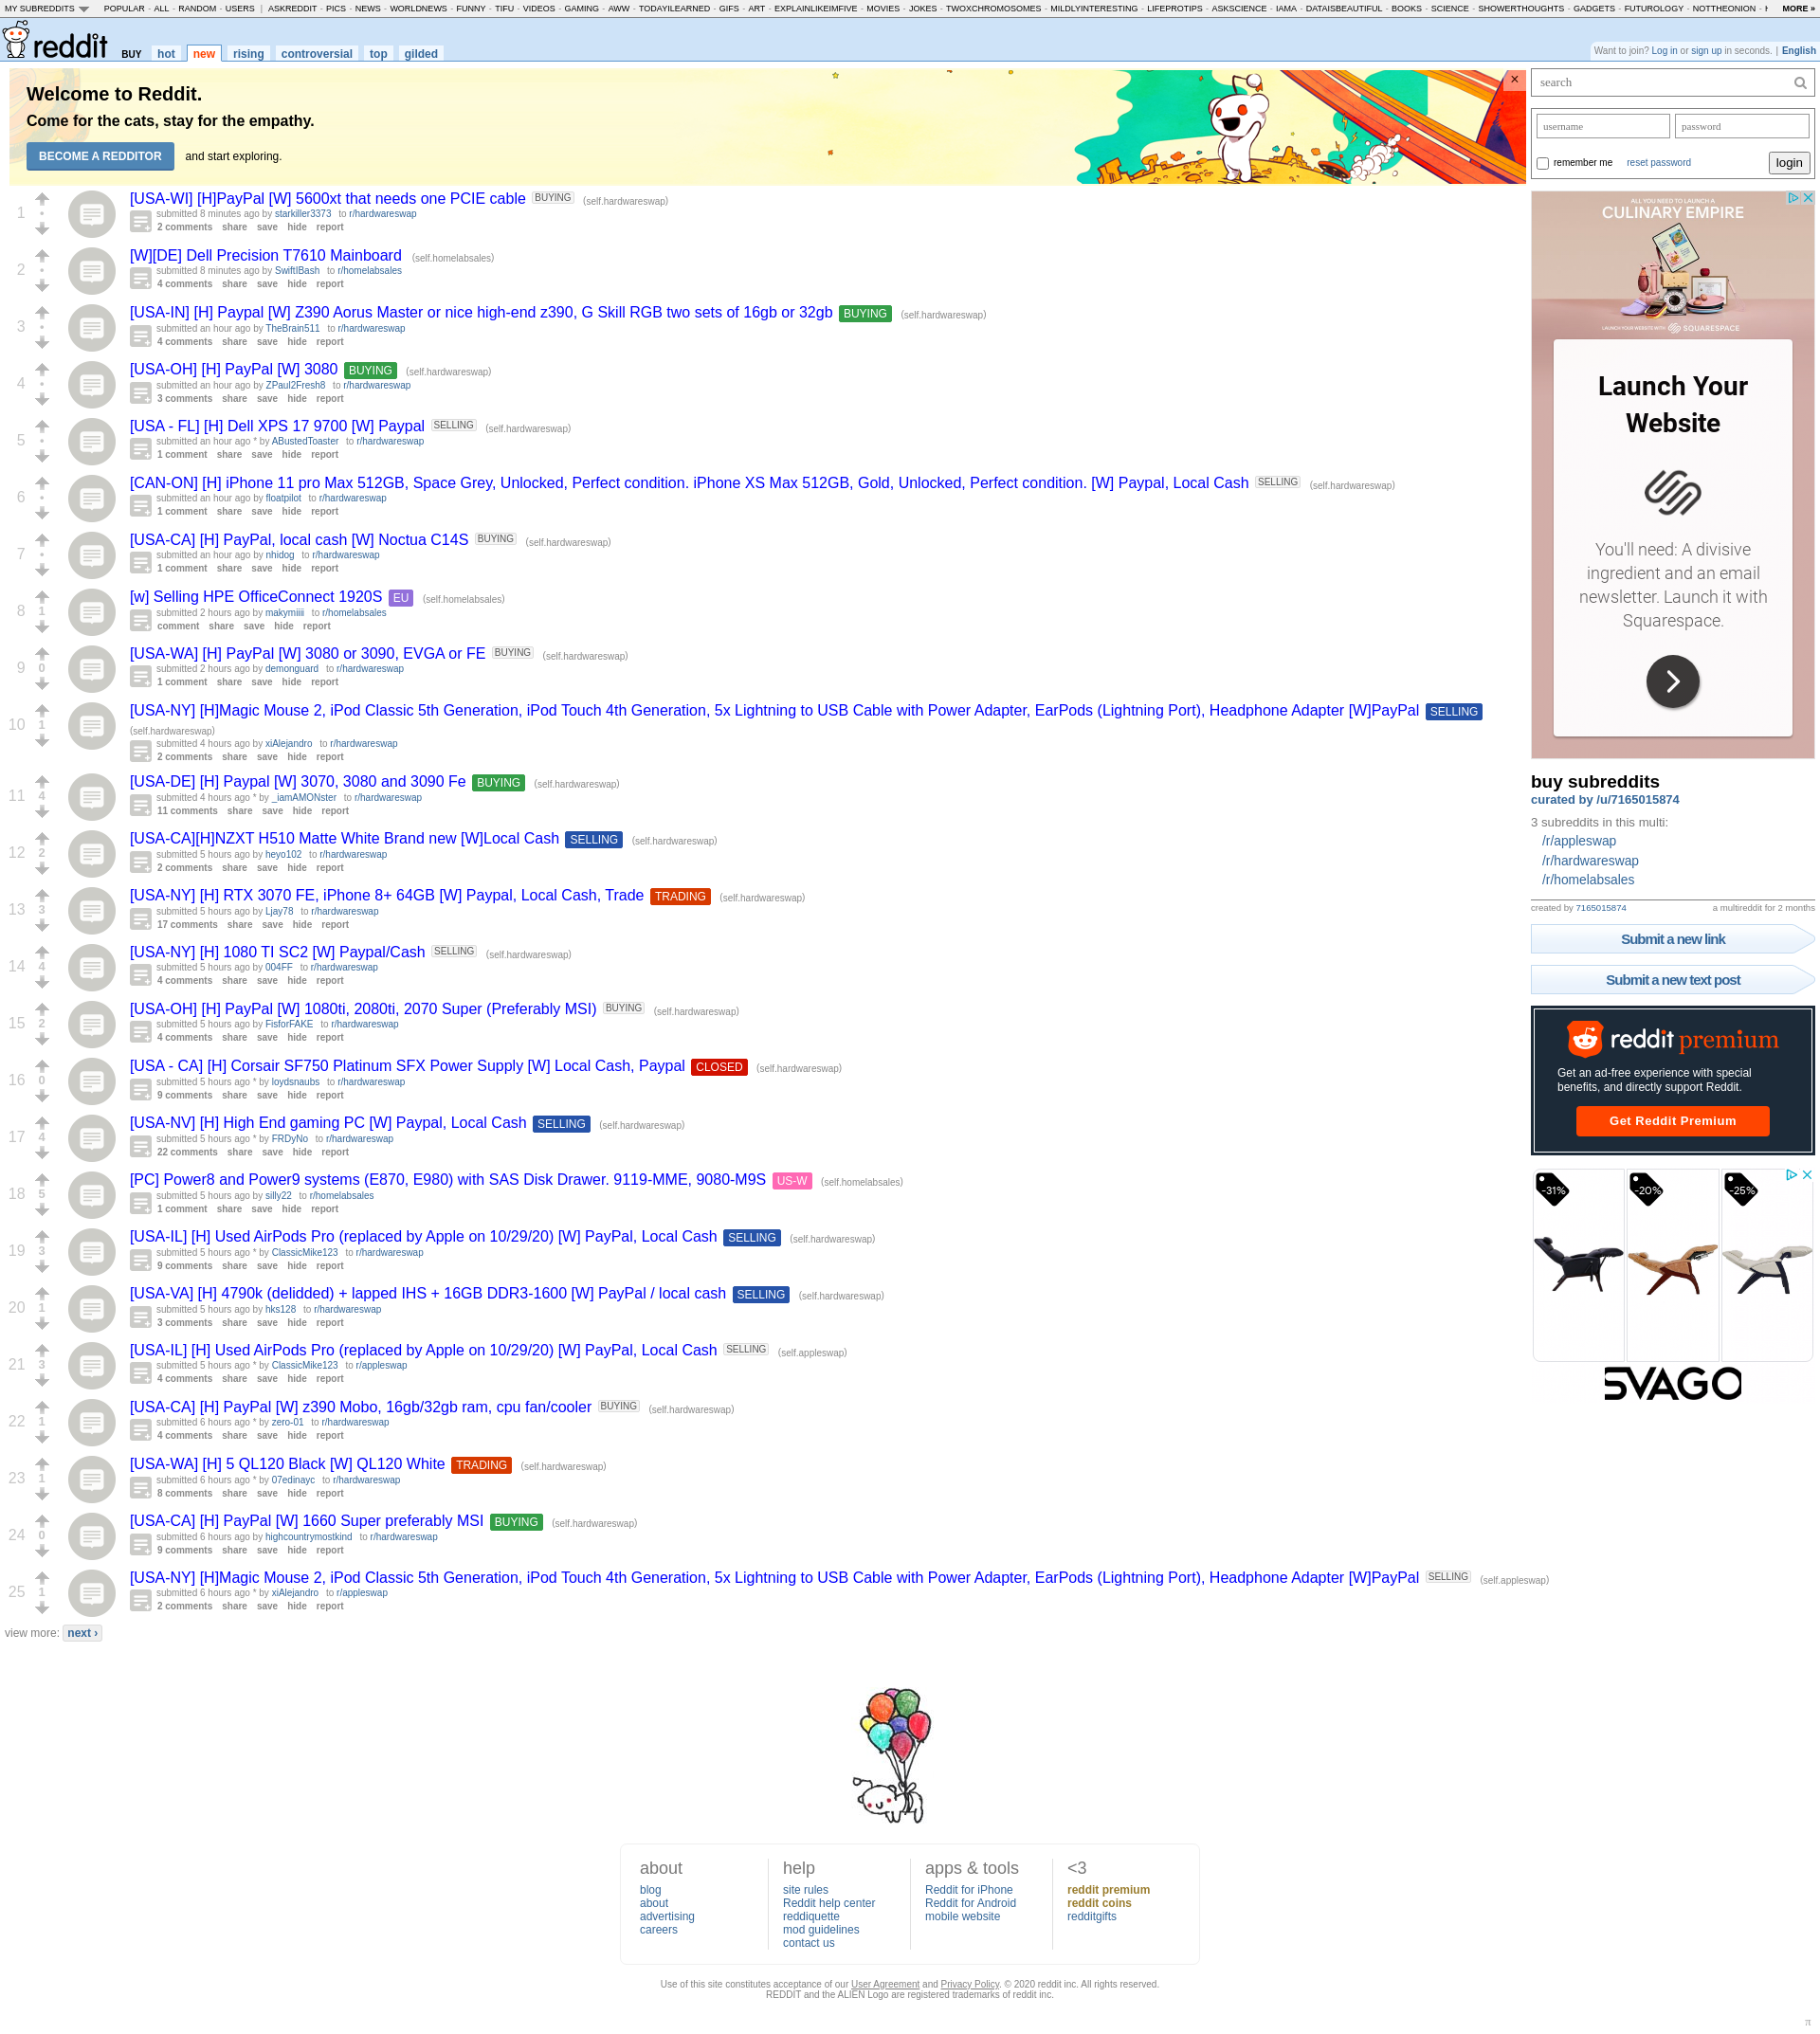 MY SUBREDDITS POPULAR - ALL - RANDOM - USERS | ASKREDDIT - PICS - NEWS - WORLDNEWS - FUNNY - TIFU - VIDEOS - GAMING - AWW - TODAYILEARNED - GIFS - ART - EXPLAINLIKEIMFIVE - MOVIES - JOKES - TWOXCHROMOSOMES - MILDLYINTERESTING - LIFEPROTIPS - ASKSCIENCE - IAMA - DATAISBEAUTIFUL - BOOKS - SCIENCE - SHOWERTHOUGHTS - GADGETS - FUTUROLOGY - NOTTHEONION - MORE »
reddit BUY hot new rising controversial top gilded
Want to join? Log in or sign up in seconds. | English
Welcome to Reddit.
Come for the cats, stay for the empathy.
BECOME A REDDITOR and start exploring.
1
[USA-WI] [H]PayPal [W] 5600xt that needs one PCIE cable BUYING (self.hardwareswap)
submitted 8 minutes ago by starkiller3373 to r/hardwareswap
2 comments share save hide report
2
[W][DE] Dell Precision T7610 Mainboard (self.homelabsales)
submitted 8 minutes ago by SwiftIBash to r/homelabsales
4 comments share save hide report
3
[USA-IN] [H] Paypal [W] Z390 Aorus Master or nice high-end z390, G Skill RGB two sets of 16gb or 32gb BUYING (self.hardwareswap)
submitted an hour ago by TheBrain511 to r/hardwareswap
4 comments share save hide report
4
[USA-OH] [H] PayPal [W] 3080 BUYING (self.hardwareswap)
submitted an hour ago by ZPaul2Fresh8 to r/hardwareswap
3 comments share save hide report
5
[USA - FL] [H] Dell XPS 17 9700 [W] Paypal SELLING (self.hardwareswap)
submitted an hour ago * by ABustedToaster to r/hardwareswap
1 comment share save hide report
6
[CAN-ON] [H] iPhone 11 pro Max 512GB, Space Grey, Unlocked, Perfect condition. iPhone XS Max 512GB, Gold, Unlocked, Perfect condition. [W] Paypal, Local Cash SELLING (self.hardwareswap)
submitted an hour ago by floatpilot to r/hardwareswap
1 comment share save hide report
7
[USA-CA] [H] PayPal, local cash [W] Noctua C14S BUYING (self.hardwareswap)
submitted an hour ago by nhidog to r/hardwareswap
1 comment share save hide report
8 1
[w] Selling HPE OfficeConnect 1920S EU (self.homelabsales)
submitted 2 hours ago by makymiiii to r/homelabsales
comment share save hide report
9 0
[USA-WA] [H] PayPal [W] 3080 or 3090, EVGA or FE BUYING (self.hardwareswap)
submitted 2 hours ago by demonguard to r/hardwareswap
1 comment share save hide report
10 1
[USA-NY] [H]Magic Mouse 2, iPod Classic 5th Generation, iPod Touch 4th Generation, 5x Lightning to USB Cable with Power Adapter, EarPods (Lightning Port), Headphone Adapter [W]PayPal SELLING
(self.hardwareswap)
submitted 4 hours ago by xiAlejandro to r/hardwareswap
2 comments share save hide report
11 4
[USA-DE] [H] Paypal [W] 3070, 3080 and 3090 Fe BUYING (self.hardwareswap)
submitted 4 hours ago * by _iamAMONster to r/hardwareswap
11 comments share save hide report
12 2
[USA-CA][H]NZXT H510 Matte White Brand new [W]Local Cash SELLING (self.hardwareswap)
submitted 5 hours ago by heyo102 to r/hardwareswap
2 comments share save hide report
13 3
[USA-NY] [H] RTX 3070 FE, iPhone 8+ 64GB [W] Paypal, Local Cash, Trade TRADING (self.hardwareswap)
submitted 5 hours ago by Ljay78 to r/hardwareswap
17 comments share save hide report
14 4
[USA-NY] [H] 1080 TI SC2 [W] Paypal/Cash SELLING (self.hardwareswap)
submitted 5 hours ago by 004FF to r/hardwareswap
4 comments share save hide report
15 2
[USA-OH] [H] PayPal [W] 1080ti, 2080ti, 2070 Super (Preferably MSI) BUYING (self.hardwareswap)
submitted 5 hours ago by FisforFAKE to r/hardwareswap
4 comments share save hide report
16 0
[USA - CA] [H] Corsair SF750 Platinum SFX Power Supply [W] Local Cash, Paypal CLOSED (self.hardwareswap)
submitted 5 hours ago * by loydsnaubs to r/hardwareswap
9 comments share save hide report
17 4
[USA-NV] [H] High End gaming PC [W] Paypal, Local Cash SELLING (self.hardwareswap)
submitted 5 hours ago * by FRDyNo to r/hardwareswap
22 comments share save hide report
18 5
[PC] Power8 and Power9 systems (E870, E980) with SAS Disk Drawer. 9119-MME, 9080-M9S US-W (self.homelabsales)
submitted 5 hours ago by silly22 to r/homelabsales
1 comment share save hide report
19 3
[USA-IL] [H] Used AirPods Pro (replaced by Apple on 10/29/20) [W] PayPal, Local Cash SELLING (self.hardwareswap)
submitted 5 hours ago * by ClassicMike123 to r/hardwareswap
9 comments share save hide report
20 1
[USA-VA] [H] 4790k (delidded) + lapped IHS + 16GB DDR3-1600 [W] PayPal / local cash SELLING (self.hardwareswap)
submitted 5 hours ago by hks128 to r/hardwareswap
3 comments share save hide report
21 3
[USA-IL] [H] Used AirPods Pro (replaced by Apple on 10/29/20) [W] PayPal, Local Cash SELLING (self.appleswap)
submitted 5 hours ago * by ClassicMike123 to r/appleswap
4 comments share save hide report
22 1
[USA-CA] [H] PayPal [W] z390 Mobo, 16gb/32gb ram, cpu fan/cooler BUYING (self.hardwareswap)
submitted 6 hours ago * by zero-01 to r/hardwareswap
4 comments share save hide report
23 1
[USA-WA] [H] 5 QL120 Black [W] QL120 White TRADING (self.hardwareswap)
submitted 6 hours ago * by 07edinayc to r/hardwareswap
8 comments share save hide report
24 0
[USA-CA] [H] PayPal [W] 1660 Super preferably MSI BUYING (self.hardwareswap)
submitted 6 hours ago by highcountrymostkind to r/hardwareswap
9 comments share save hide report
25 1
[USA-NY] [H]Magic Mouse 2, iPod Classic 5th Generation, iPod Touch 4th Generation, 5x Lightning to USB Cable with Power Adapter, EarPods (Lightning Port), Headphone Adapter [W]PayPal SELLING (self.appleswap)
submitted 6 hours ago * by xiAlejandro to r/appleswap
2 comments share save hide report
view more: next ›
search
username password
remember me reset password login
ALL YOU NEED TO LAUNCH A
CULINARY EMPIRE
LAUNCH YOUR WEBSITE WITH SQUARESPACE
Launch Your
Website
You'll need: A divisive
ingredient and an email
newsletter. Launch it with
Squarespace.
buy subreddits
curated by /u/7165015874
3 subreddits in this multi:
/r/appleswap
/r/hardwareswap
/r/homelabsales
created by 7165015874 a multireddit for 2 months
Submit a new link
Submit a new text post
reddit premium
Get an ad-free experience with special
benefits, and directly support Reddit.
Get Reddit Premium
-31% -20% -25%
SVAGO
about
blog
about
advertising
careers
help
site rules
Reddit help center
reddiquette
mod guidelines
contact us
apps & tools
Reddit for iPhone
Reddit for Android
mobile website
<3
reddit premium
reddit coins
redditgifts
Use of this site constitutes acceptance of our User Agreement and Privacy Policy. © 2020 reddit inc. All rights reserved.
REDDIT and the ALIEN Logo are registered trademarks of reddit inc.
π